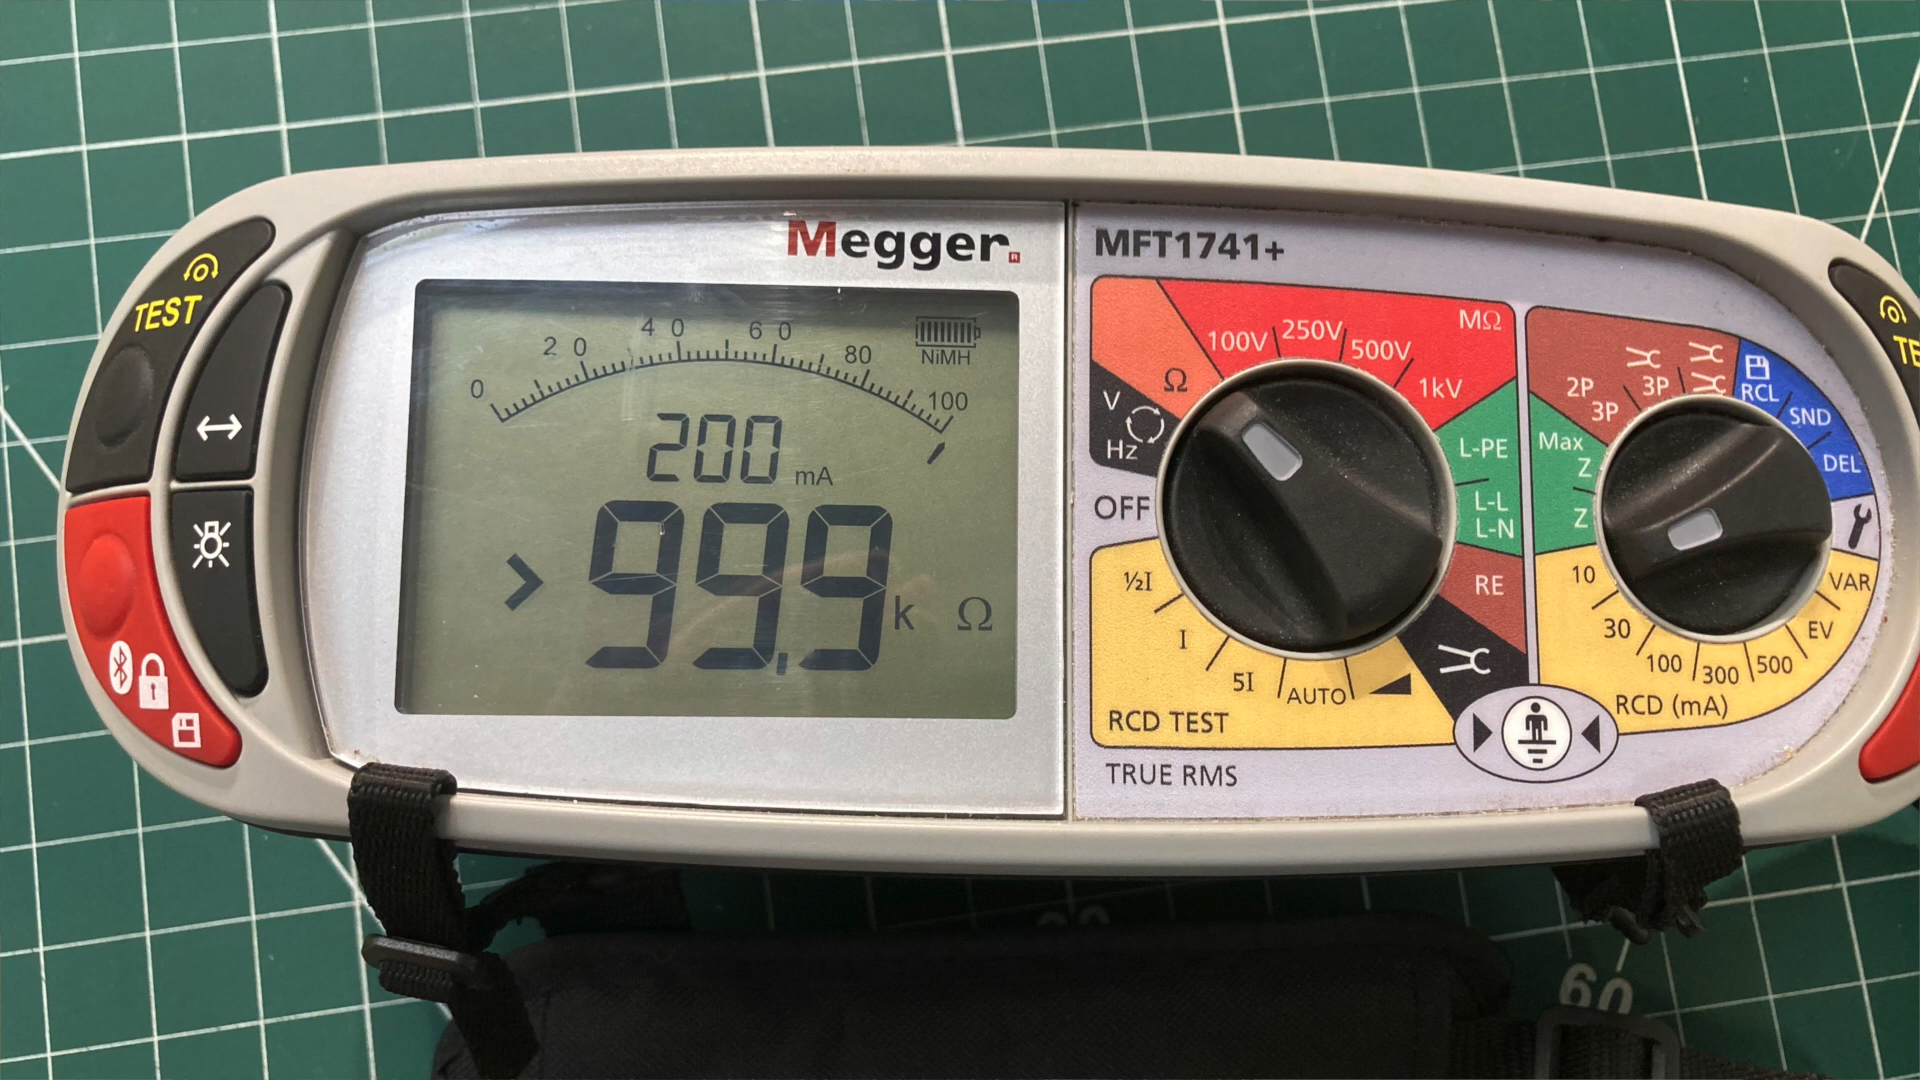 Megger.
MFT1741+
TEST
0 20 40 60 80 100
NiMH
200 mA
> 99.9 k Ω
Ω
100V 250V 500V 1kV
MΩ
V
Hz
OFF
L-PE
L-L
L-N
RE
½I
I
5I
AUTO
RCD TEST
TRUE RMS
2P
3P
3P
RCL
SND
DEL
Max
Z
Z
10
30
100
300
500
EV
VAR
RCD (mA)
TE
60